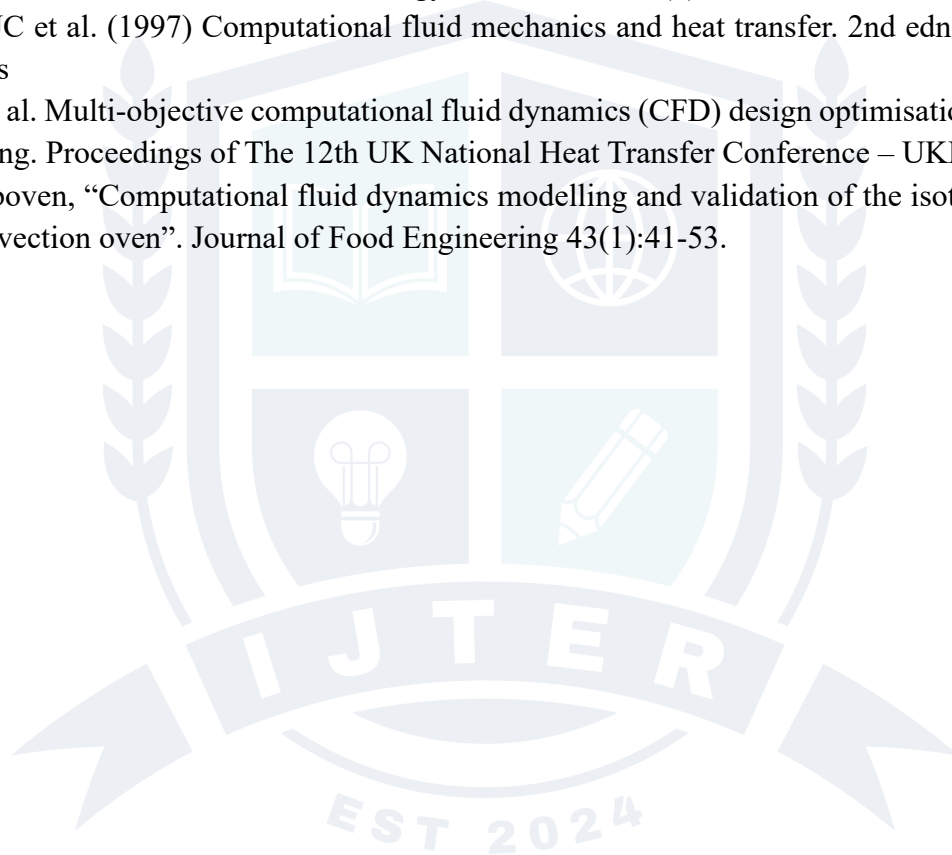 UC et al. (1997) Computational fluid mechanics and heat transfer. 2nd edn
s
al. Multi-objective computational fluid dynamics (CFD) design optimisatio
ng. Proceedings of The 12th UK National Heat Transfer Conference – UK
boven, “Computational fluid dynamics modelling and validation of the isot
vection oven”. Journal of Food Engineering 43(1):41-53.
IJTER
EST 2024